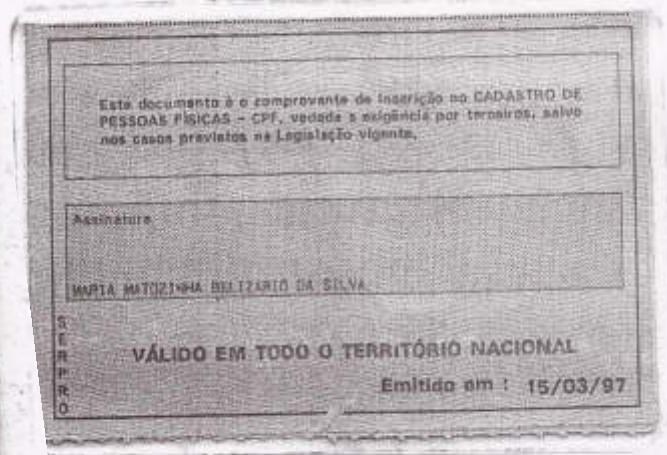 Este documento é o comprovante de inscrição no CADASTRO DE
PESSOAS FÍSICAS - CPF, vedada a exigência por terceiros, salvo
nos casos previstos na Legislação vigente.
Assinatura
MARIA MATOZINHA BELIZARIO DA SILVA
SERPRO
VÁLIDO EM TODO O TERRITÓRIO NACIONAL
Emitido em : 15/03/97